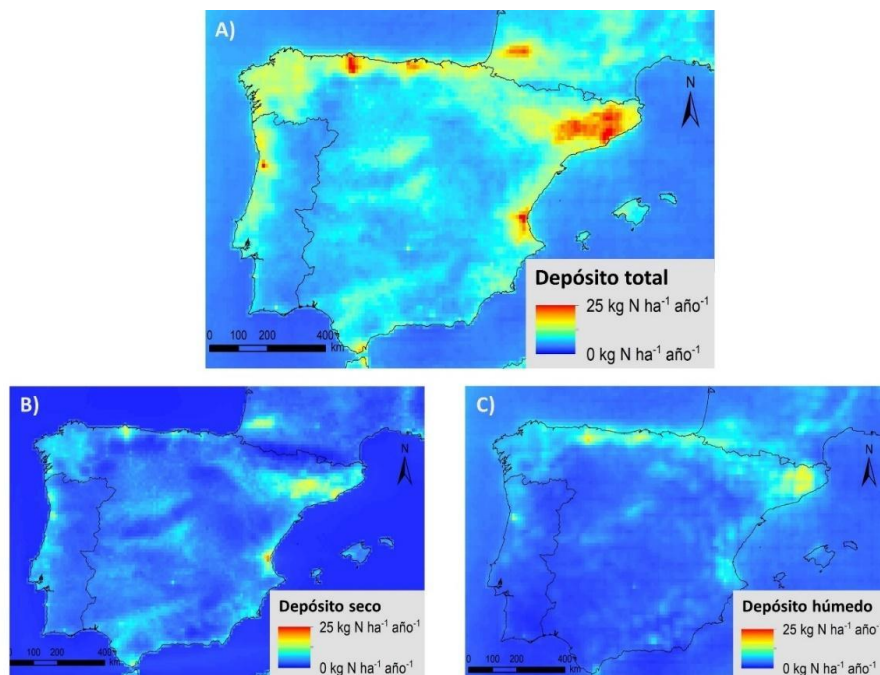 A)
N
Depósito total
25 kg N ha⁻¹ año⁻¹
0 kg N ha⁻¹ año⁻¹
0 100 200 400
km
B)
N
Depósito seco
25 kg N ha⁻¹ año⁻¹
0 kg N ha⁻¹ año⁻¹
0 100 200 400
km
C)
N
Depósito húmedo
25 kg N ha⁻¹ año⁻¹
0 kg N ha⁻¹ año⁻¹
0 100 200 400
km